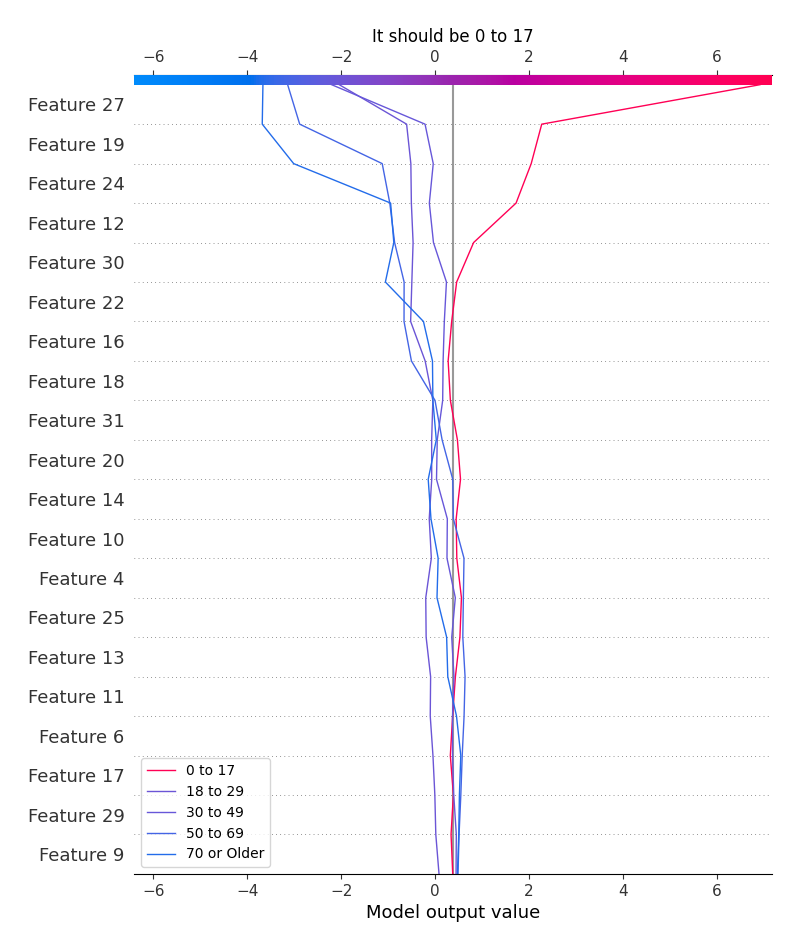 It should be 0 to 17
−6 −4 −2 0 2 4 6
Feature 27
Feature 19
Feature 24
Feature 12
Feature 30
Feature 22
Feature 16
Feature 18
Feature 31
Feature 20
Feature 14
Feature 10
Feature 4
Feature 25
Feature 13
Feature 11
Feature 6
Feature 17
Feature 29
Feature 9
0 to 17
18 to 29
30 to 49
50 to 69
70 or Older
−6 −4 −2 0 2 4 6
Model output value